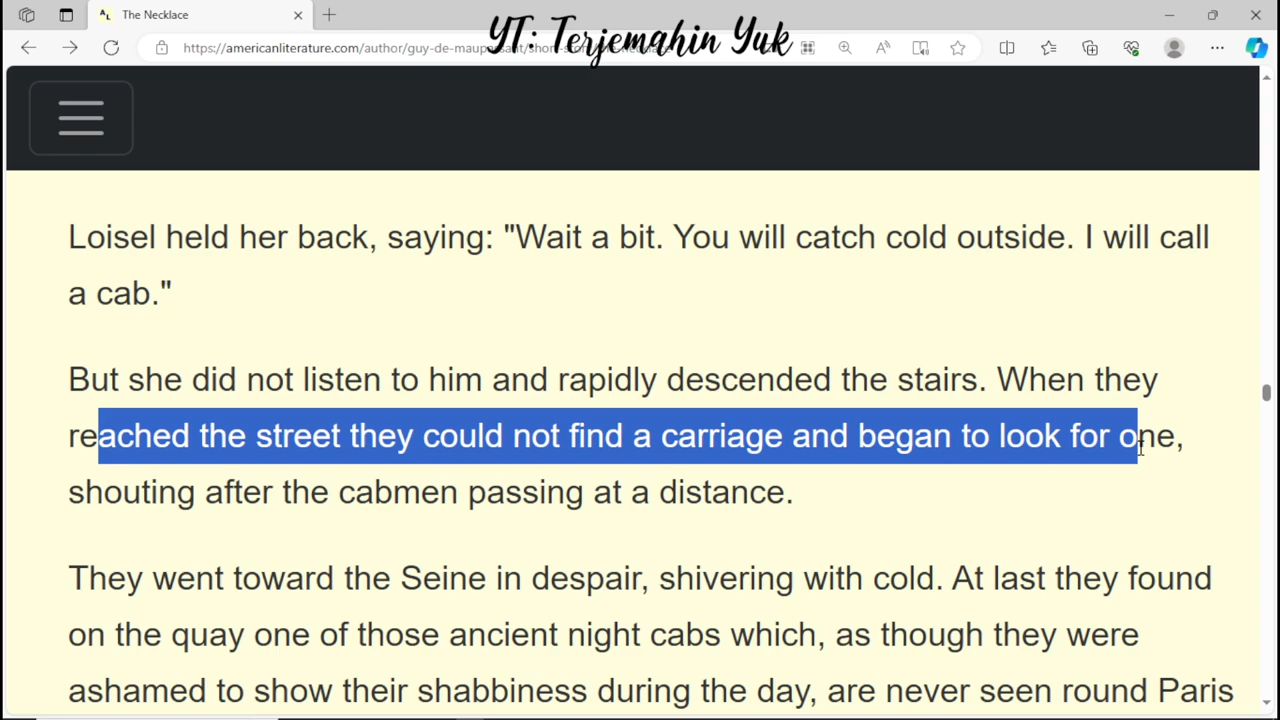 The Necklace
YT: Terjemahin Yuk
https://americanliterature.com/author/guy-de-maupassant/short-story/the-necklace
Loisel held her back, saying: "Wait a bit. You will catch cold outside. I will call
a cab."
But she did not listen to him and rapidly descended the stairs. When they
reached the street they could not find a carriage and began to look for one,
shouting after the cabmen passing at a distance.
They went toward the Seine in despair, shivering with cold. At last they found
on the quay one of those ancient night cabs which, as though they were
ashamed to show their shabbiness during the day, are never seen round Paris